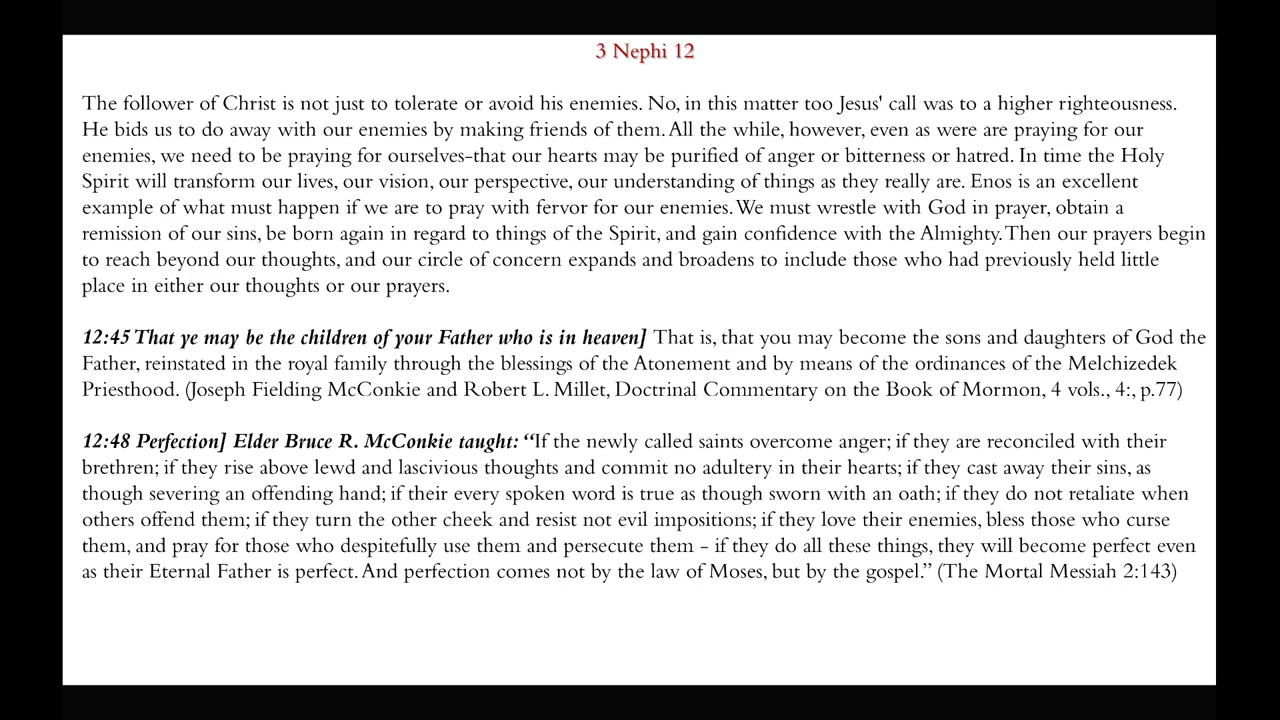 3 Nephi 12
The follower of Christ is not just to tolerate or avoid his enemies. No, in this matter too Jesus' call was to a higher righteousness.
He bids us to do away with our enemies by making friends of them. All the while, however, even as were are praying for our
enemies, we need to be praying for ourselves-that our hearts may be purified of anger or bitterness or hatred. In time the Holy
Spirit will transform our lives, our vision, our perspective, our understanding of things as they really are. Enos is an excellent
example of what must happen if we are to pray with fervor for our enemies. We must wrestle with God in prayer, obtain a
remission of our sins, be born again in regard to things of the Spirit, and gain confidence with the Almighty. Then our prayers begin
to reach beyond our thoughts, and our circle of concern expands and broadens to include those who had previously held little
place in either our thoughts or our prayers.
12:45 That ye may be the children of your Father who is in heaven] That is, that you may become the sons and daughters of God the
Father, reinstated in the royal family through the blessings of the Atonement and by means of the ordinances of the Melchizedek
Priesthood. (Joseph Fielding McConkie and Robert L. Millet, Doctrinal Commentary on the Book of Mormon, 4 vols., 4:, p.77)
12:48 Perfection] Elder Bruce R. McConkie taught: “If the newly called saints overcome anger; if they are reconciled with their
brethren; if they rise above lewd and lascivious thoughts and commit no adultery in their hearts; if they cast away their sins, as
though severing an offending hand; if their every spoken word is true as though sworn with an oath; if they do not retaliate when
others offend them; if they turn the other cheek and resist not evil impositions; if they love their enemies, bless those who curse
them, and pray for those who despitefully use them and persecute them - if they do all these things, they will become perfect even
as their Eternal Father is perfect. And perfection comes not by the law of Moses, but by the gospel.” (The Mortal Messiah 2:143)